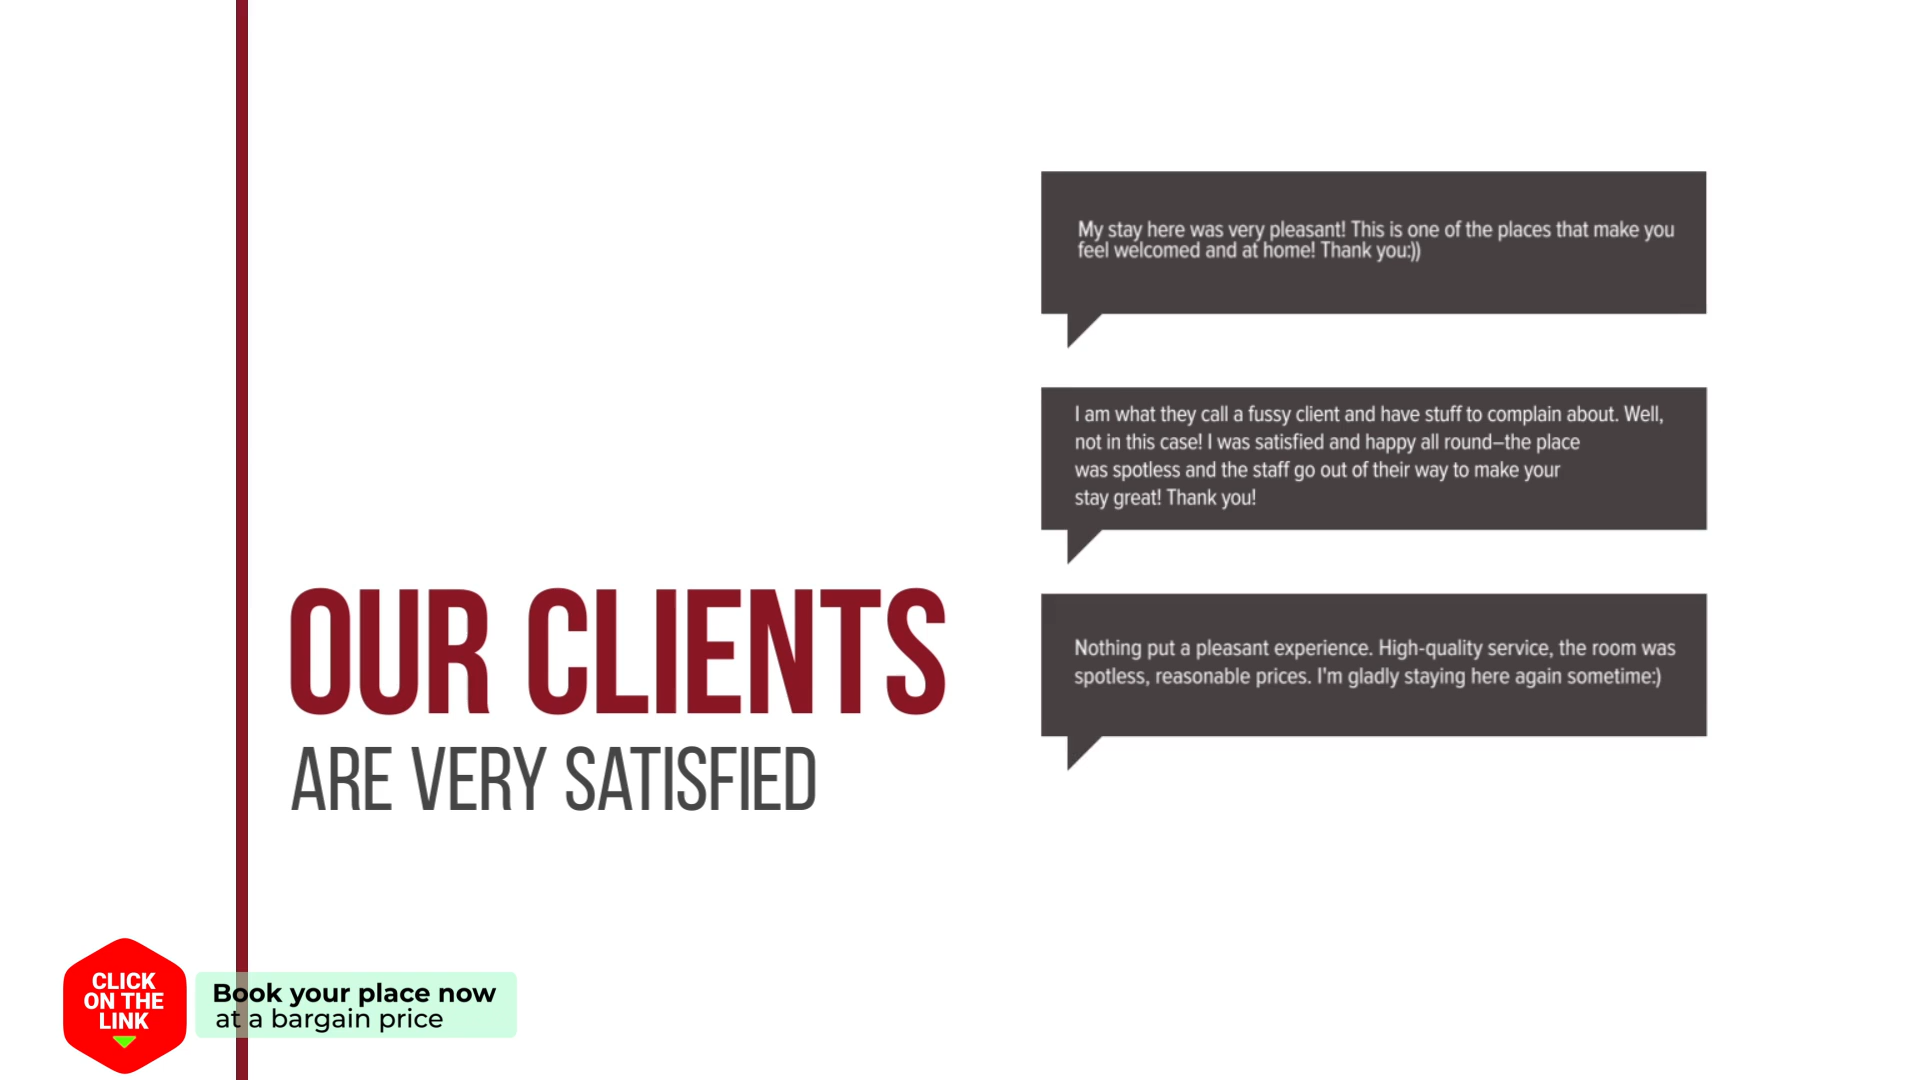 My stay here was very pleasant! This is one of the places that make you
feel welcomed and at home! Thank you:))
I am what they call a fussy client and have stuff to complain about. Well,
not in this case! I was satisfied and happy all round–the place
was spotless and the staff go out of their way to make your
stay great! Thank you!
Nothing put a pleasant experience. High-quality service, the room was
spotless, reasonable prices. I'm gladly staying here again sometime:)
OUR CLIENTS
ARE VERY SATISFIED
CLICK
ON THE
LINK
Book your place now
at a bargain price